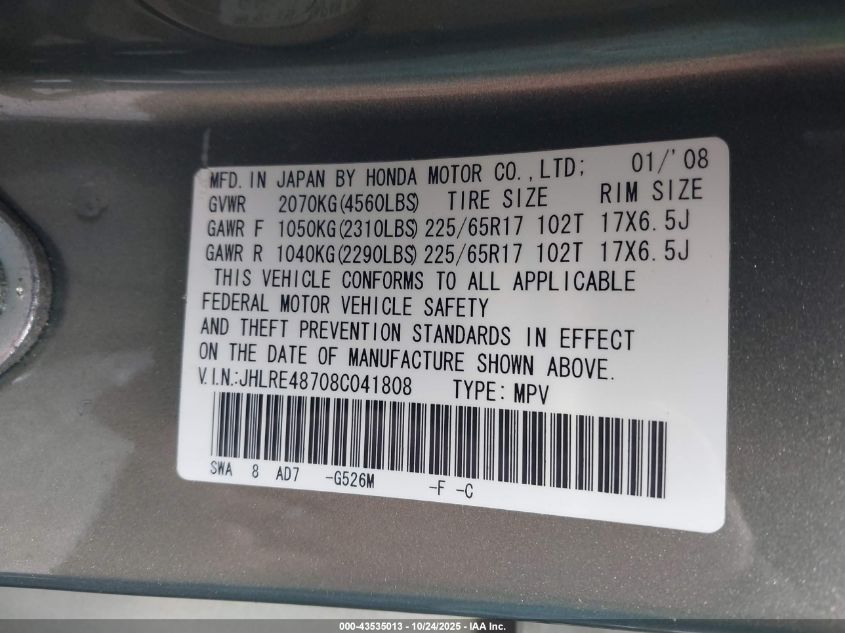 MFD. IN JAPAN BY HONDA MOTOR CO., LTD; 01/'08
GVWR 2070KG(4560LBS) TIRE SIZE RIM SIZE
GAWR F 1050KG(2310LBS) 225/65R17 102T 17X6.5J
GAWR R 1040KG(2290LBS) 225/65R17 102T 17X6.5J
THIS VEHICLE CONFORMS TO ALL APPLICABLE
FEDERAL MOTOR VEHICLE SAFETY
AND THEFT PREVENTION STANDARDS IN EFFECT
ON THE DATE OF MANUFACTURE SHOWN ABOVE.
V.I.N.:JHLRE48708C041808 TYPE: MPV
SWA 8 AD7 -G526M -F -C
000-43535013 - 10/24/2025 - IAA Inc.